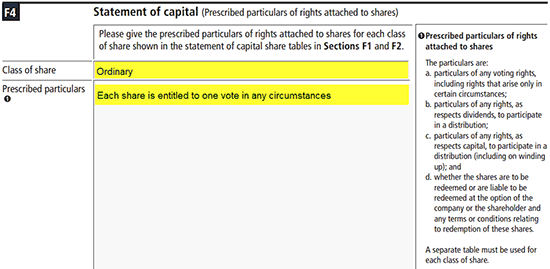 F4
Statement of capital (Prescribed particulars of rights attached to shares)
Please give the prescribed particulars of rights attached to shares for each class
of share shown in the statement of capital share tables in Sections F1 and F2.
Class of share
Ordinary
Prescribed particulars
❶
Each share is entitled to one vote in any circumstances
❶ Prescribed particulars of rights
attached to shares
The particulars are:
a. particulars of any voting rights,
including rights that arise only in
certain circumstances;
b. particulars of any rights, as
respects dividends, to participate
in a distribution;
c. particulars of any rights, as
respects capital, to participate in a
distribution (including on winding
up); and
d. whether the shares are to be
redeemed or are liable to be
redeemed at the option of the
company or the shareholder and
any terms or conditions relating
to redemption of these shares.
A separate table must be used for
each class of share.